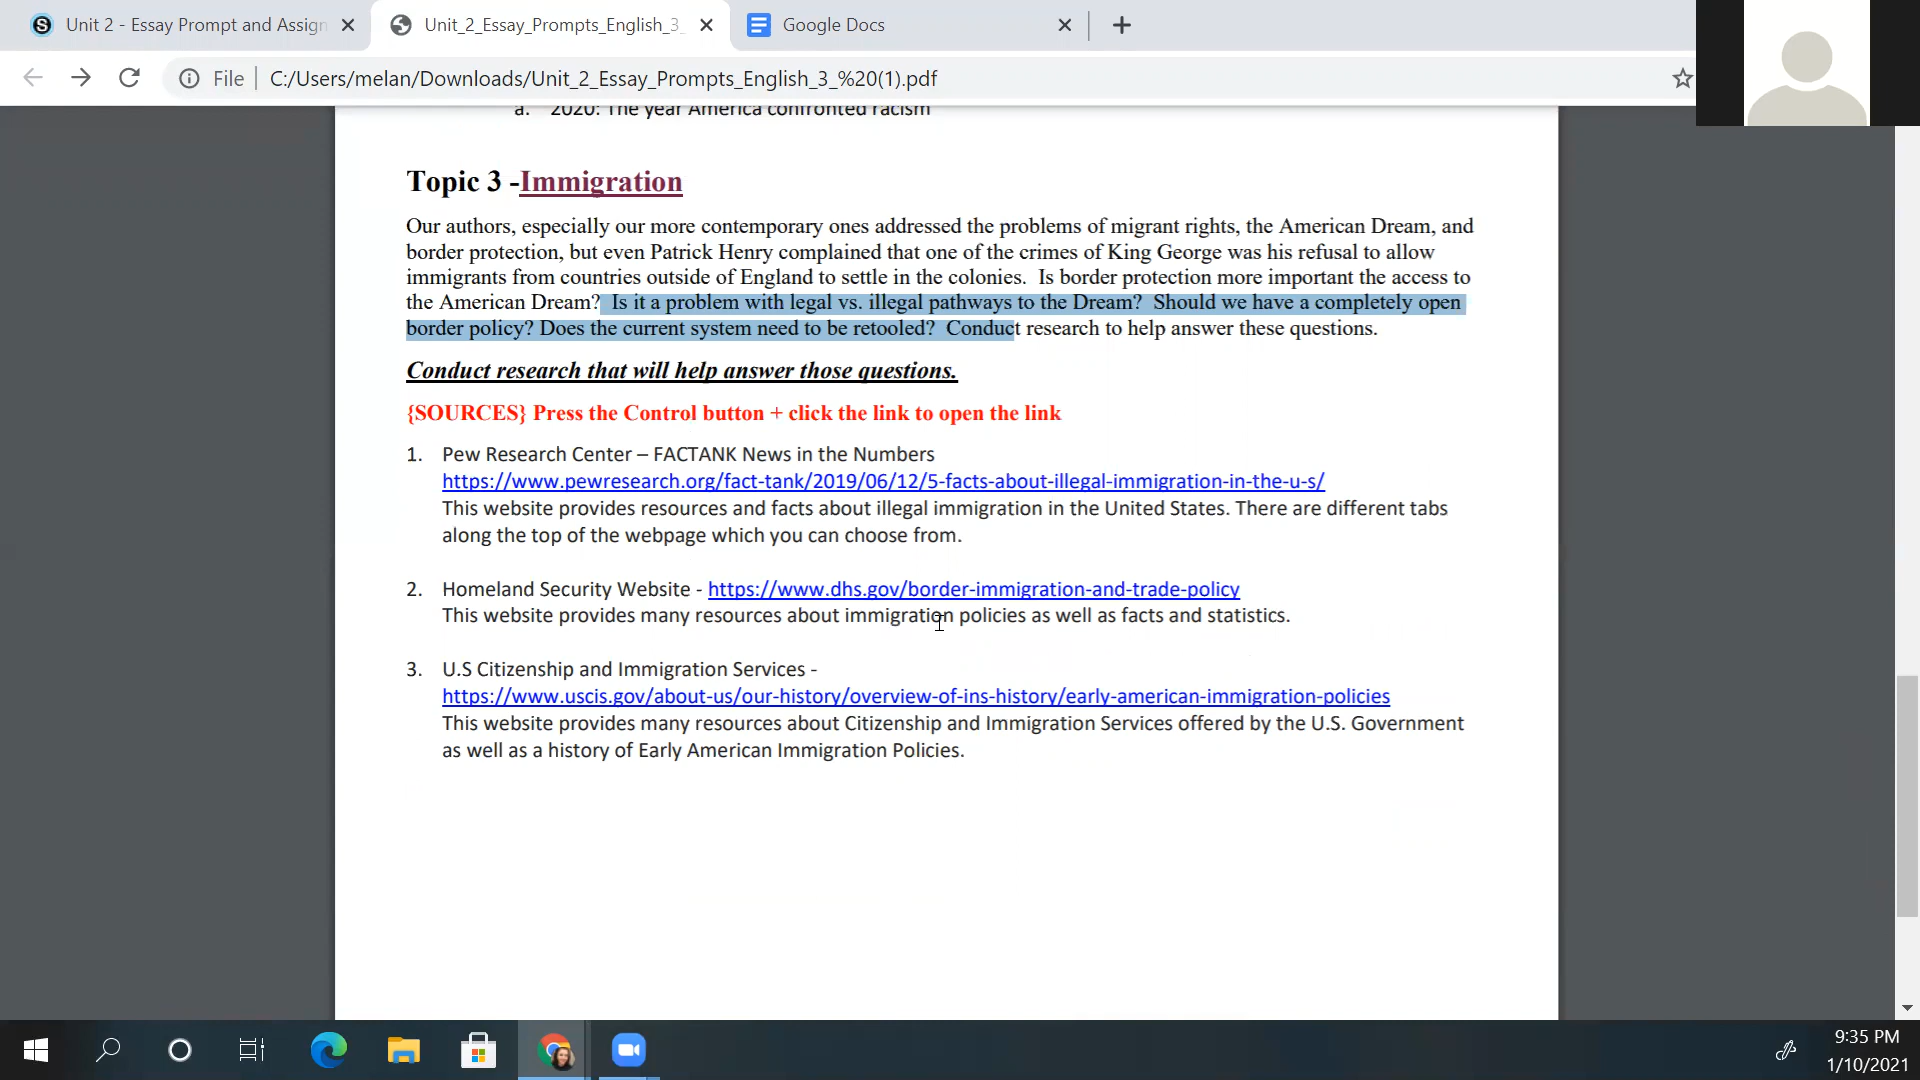 Unit 2 - Essay Prompt and Assign
Unit_2_Essay_Prompts_English_3_
Google Docs
File
C:/Users/melan/Downloads/Unit_2_Essay_Prompts_English_3_%20(1).pdf
a. 2020: The year America confronted racism
Topic 3 -Immigration
Our authors, especially our more contemporary ones addressed the problems of migrant rights, the American Dream, and
border protection, but even Patrick Henry complained that one of the crimes of King George was his refusal to allow
immigrants from countries outside of England to settle in the colonies.  Is border protection more important the access to
the American Dream?  Is it a problem with legal vs. illegal pathways to the Dream?  Should we have a completely open
border policy? Does the current system need to be retooled?  Conduct research to help answer these questions.
Conduct research that will help answer those questions.
{SOURCES} Press the Control button + click the link to open the link
1. Pew Research Center – FACTANK News in the Numbers
https://www.pewresearch.org/fact-tank/2019/06/12/5-facts-about-illegal-immigration-in-the-u-s/
This website provides resources and facts about illegal immigration in the United States. There are different tabs
along the top of the webpage which you can choose from.
2. Homeland Security Website - https://www.dhs.gov/border-immigration-and-trade-policy
This website provides many resources about immigration policies as well as facts and statistics.
3. U.S Citizenship and Immigration Services -
https://www.uscis.gov/about-us/our-history/overview-of-ins-history/early-american-immigration-policies
This website provides many resources about Citizenship and Immigration Services offered by the U.S. Government
as well as a history of Early American Immigration Policies.
9:35 PM
1/10/2021